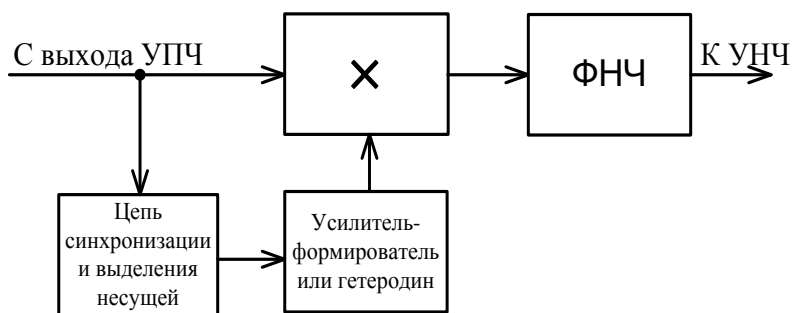 С выхода УПЧ
×
ФНЧ
К УНЧ
Цепь
синхронизации
и выделения
несущей
Усилитель-
формирователь
или гетеродин